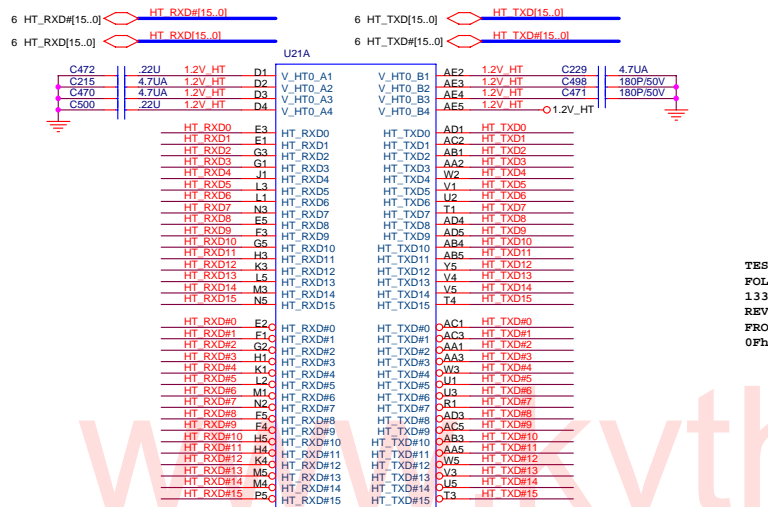 6 HT_RXD#[15..0] HT_RXD#[15..0] 6 HT_TXD[15..0] HT_TXD[15..0]
6 HT_RXD[15..0] HT_RXD[15..0] 6 HT_TXD#[15..0] HT_TXD#[15..0]
U21A
C472 .22U 1.2V_HT D1 V_HT0_A1 V_HT0_B1 AE2 1.2V_HT C229 4.7UA
C215 4.7UA 1.2V_HT D2 V_HT0_A2 V_HT0_B2 AE3 1.2V_HT C498 180P/50V
C470 4.7UA 1.2V_HT D3 V_HT0_A3 V_HT0_B3 AE4 1.2V_HT C471 180P/50V
C500 .22U 1.2V_HT D4 V_HT0_A4 V_HT0_B4 AE5 1.2V_HT 1.2V_HT
HT_RXD0 E3 HT_RXD0 HT_TXD0 AD1 HT_TXD0
HT_RXD1 E1 HT_RXD1 HT_TXD1 AC2 HT_TXD1
HT_RXD2 G3 HT_RXD2 HT_TXD2 AB1 HT_TXD2
HT_RXD3 G1 HT_RXD3 HT_TXD3 AA2 HT_TXD3
HT_RXD4 J1 HT_RXD4 HT_TXD4 W2 HT_TXD4
HT_RXD5 L3 HT_RXD5 HT_TXD5 V1 HT_TXD5
HT_RXD6 L1 HT_RXD6 HT_TXD6 U2 HT_TXD6
HT_RXD7 N3 HT_RXD7 HT_TXD7 T1 HT_TXD7
HT_RXD8 E5 HT_RXD8 HT_TXD8 AD4 HT_TXD8
HT_RXD9 F3 HT_RXD9 HT_TXD9 AD5 HT_TXD9
HT_RXD10 G5 HT_RXD10 HT_TXD10 AB4 HT_TXD10
HT_RXD11 H3 HT_RXD11 HT_TXD11 AB5 HT_TXD11
HT_RXD12 K3 HT_RXD12 HT_TXD12 Y5 HT_TXD12
HT_RXD13 L5 HT_RXD13 HT_TXD13 V4 HT_TXD13
HT_RXD14 M3 HT_RXD14 HT_TXD14 V5 HT_TXD14
HT_RXD15 N5 HT_RXD15 HT_TXD15 T4 HT_TXD15
HT_RXD#0 E2 HT_RXD#0 HT_TXD#0 AC1 HT_TXD#0
HT_RXD#1 F1 HT_RXD#1 HT_TXD#1 AC3 HT_TXD#1
HT_RXD#2 G2 HT_RXD#2 HT_TXD#2 AA1 HT_TXD#2
HT_RXD#3 H1 HT_RXD#3 HT_TXD#3 AA3 HT_TXD#3
HT_RXD#4 K1 HT_RXD#4 HT_TXD#4 W3 HT_TXD#4
HT_RXD#5 L2 HT_RXD#5 HT_TXD#5 U1 HT_TXD#5
HT_RXD#6 M1 HT_RXD#6 HT_TXD#6 U3 HT_TXD#6
HT_RXD#7 N2 HT_RXD#7 HT_TXD#7 R1 HT_TXD#7
HT_RXD#8 F5 HT_RXD#8 HT_TXD#8 AD3 HT_TXD#8
HT_RXD#9 F4 HT_RXD#9 HT_TXD#9 AC5 HT_TXD#9
HT_RXD#10 H5 HT_RXD#10 HT_TXD#10 AB3 HT_TXD#10
HT_RXD#11 H4 HT_RXD#11 HT_TXD#11 AA5 HT_TXD#11
HT_RXD#12 K4 HT_RXD#12 HT_TXD#12 W5 HT_TXD#12
HT_RXD#13 M5 HT_RXD#13 HT_TXD#13 V3 HT_TXD#13
HT_RXD#14 M4 HT_RXD#14 HT_TXD#14 U5 HT_TXD#14
HT_RXD#15 P5 HT_RXD#15 HT_TXD#15 T3 HT_TXD#15
TES
FOL
133
REV
FRO
0Fh
www.kyth